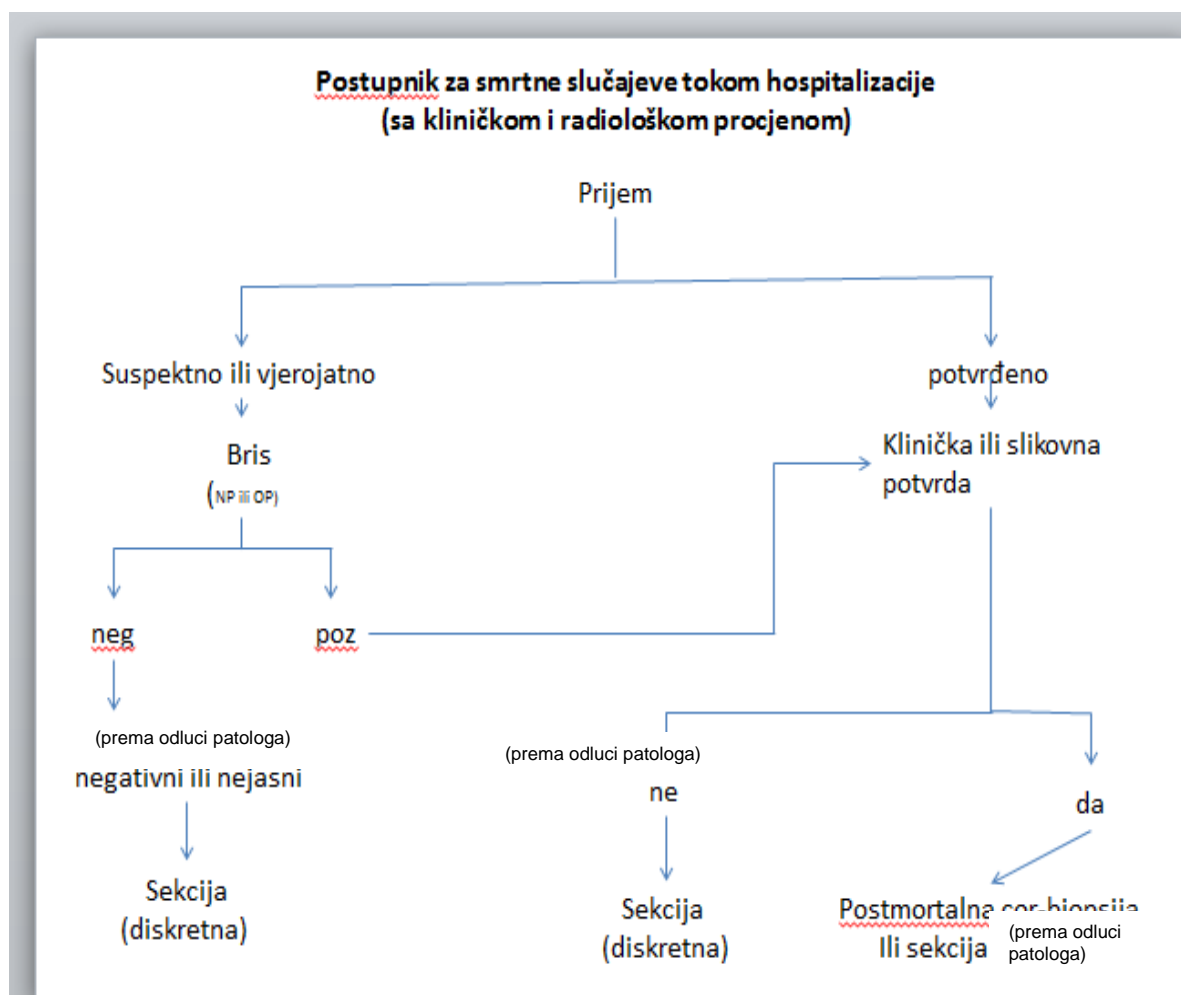 Postupnik za smrtne slučajeve tokom hospitalizacije
(sa kliničkom i radiološkom procjenom)
Prijem
Suspektno ili vjerojatno
potvrđeno
Bris
(NP ili OP)
Klinička ili slikovna
potvrda
neg
poz
(prema odluci patologa)
negativni ili nejasni
(prema odluci patologa)
ne
da
Sekcija
(diskretna)
Sekcija
(diskretna)
Postmortalna cor-biopsija
Ili sekcija
(prema odluci
patologa)